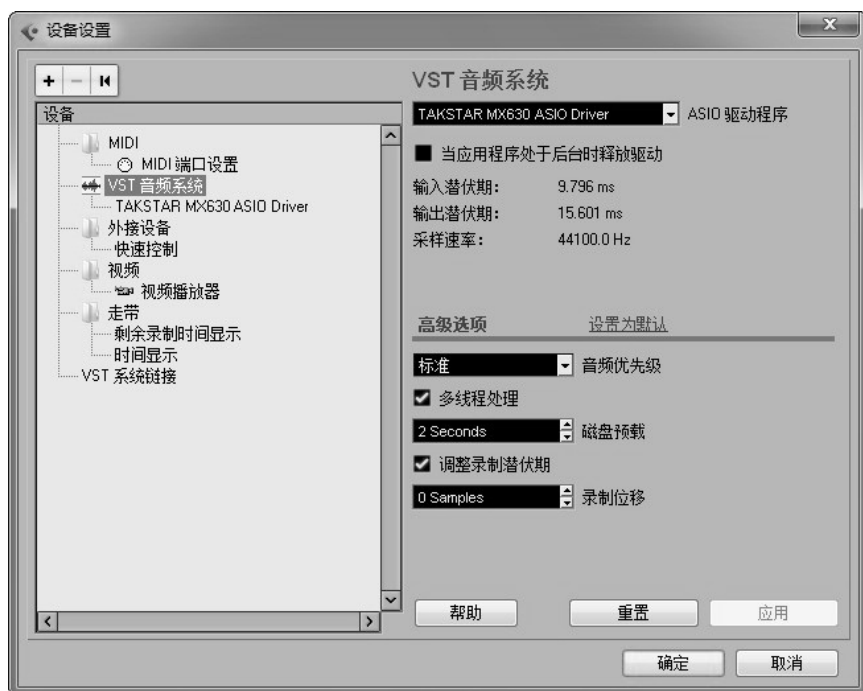 设备设置
设备
MIDI
MIDI 端口设置
VST 音频系统
TAKSTAR MX630 ASIO Driver
外接设备
快速控制
视频
视频播放器
走带
剩余录制时间显示
时间显示
VST 系统链接
VST 音频系统
TAKSTAR MX630 ASIO Driver ASIO 驱动程序
当应用程序处于后台时释放驱动
输入潜伏期: 9.796 ms
输出潜伏期: 15.601 ms
采样速率: 44100.0 Hz
高级选项 设置为默认
标准 音频优先级
多线程处理
2 Seconds 磁盘预载
调整录制潜伏期
0 Samples 录制位移
帮助 重置 应用
确定 取消